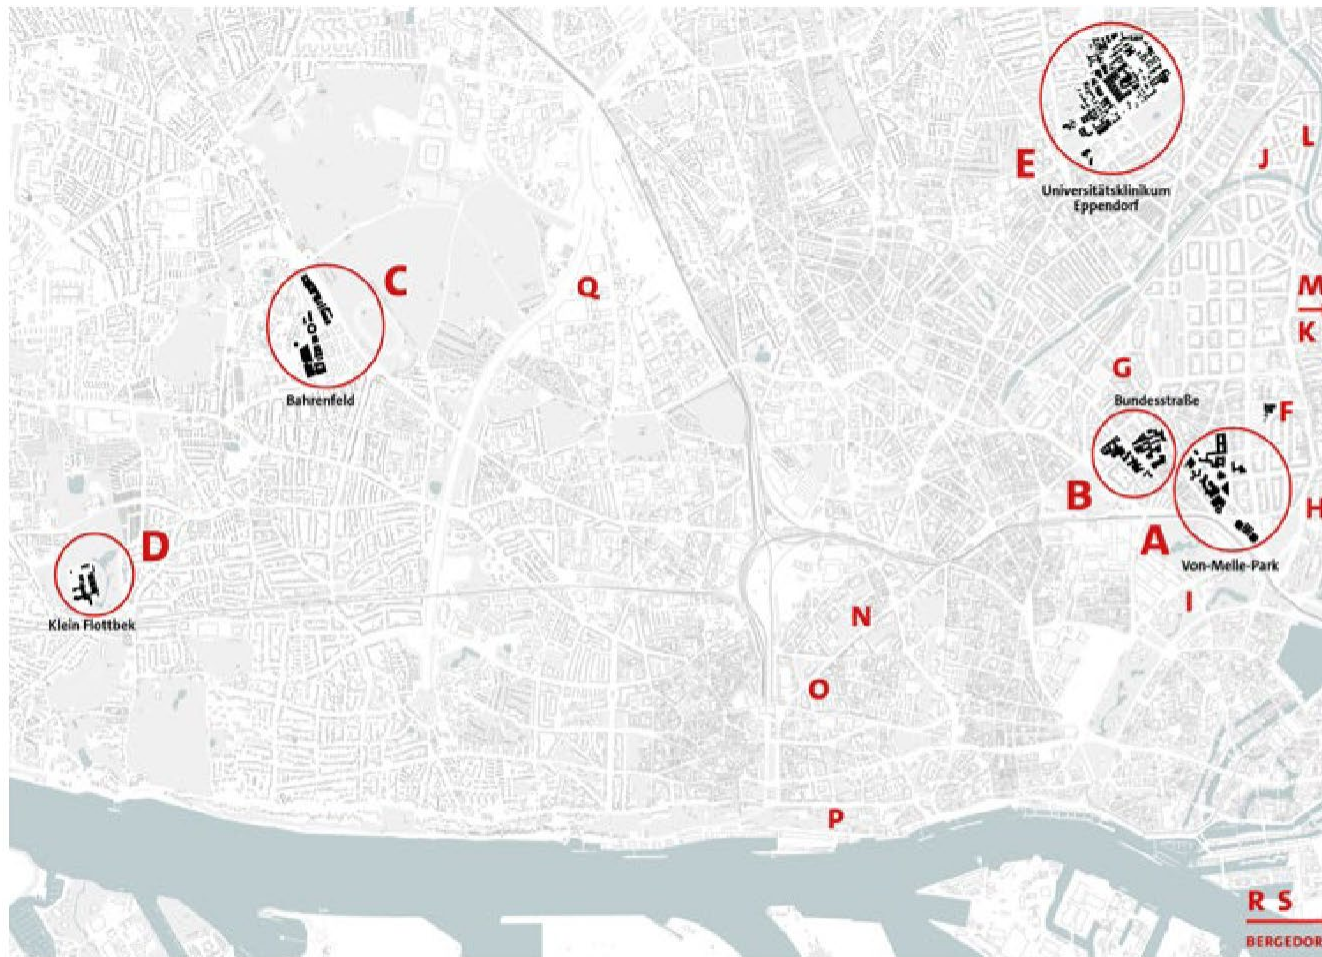 L
J
E
Universitätsklinikum
Eppendorf
C
Q
M
K
Bahrenfeld
G
Bundesstraße
F
B
H
A
D
Von-Melle-Park
I
Klein Flottbek
N
O
P
R S
BERGEDOR